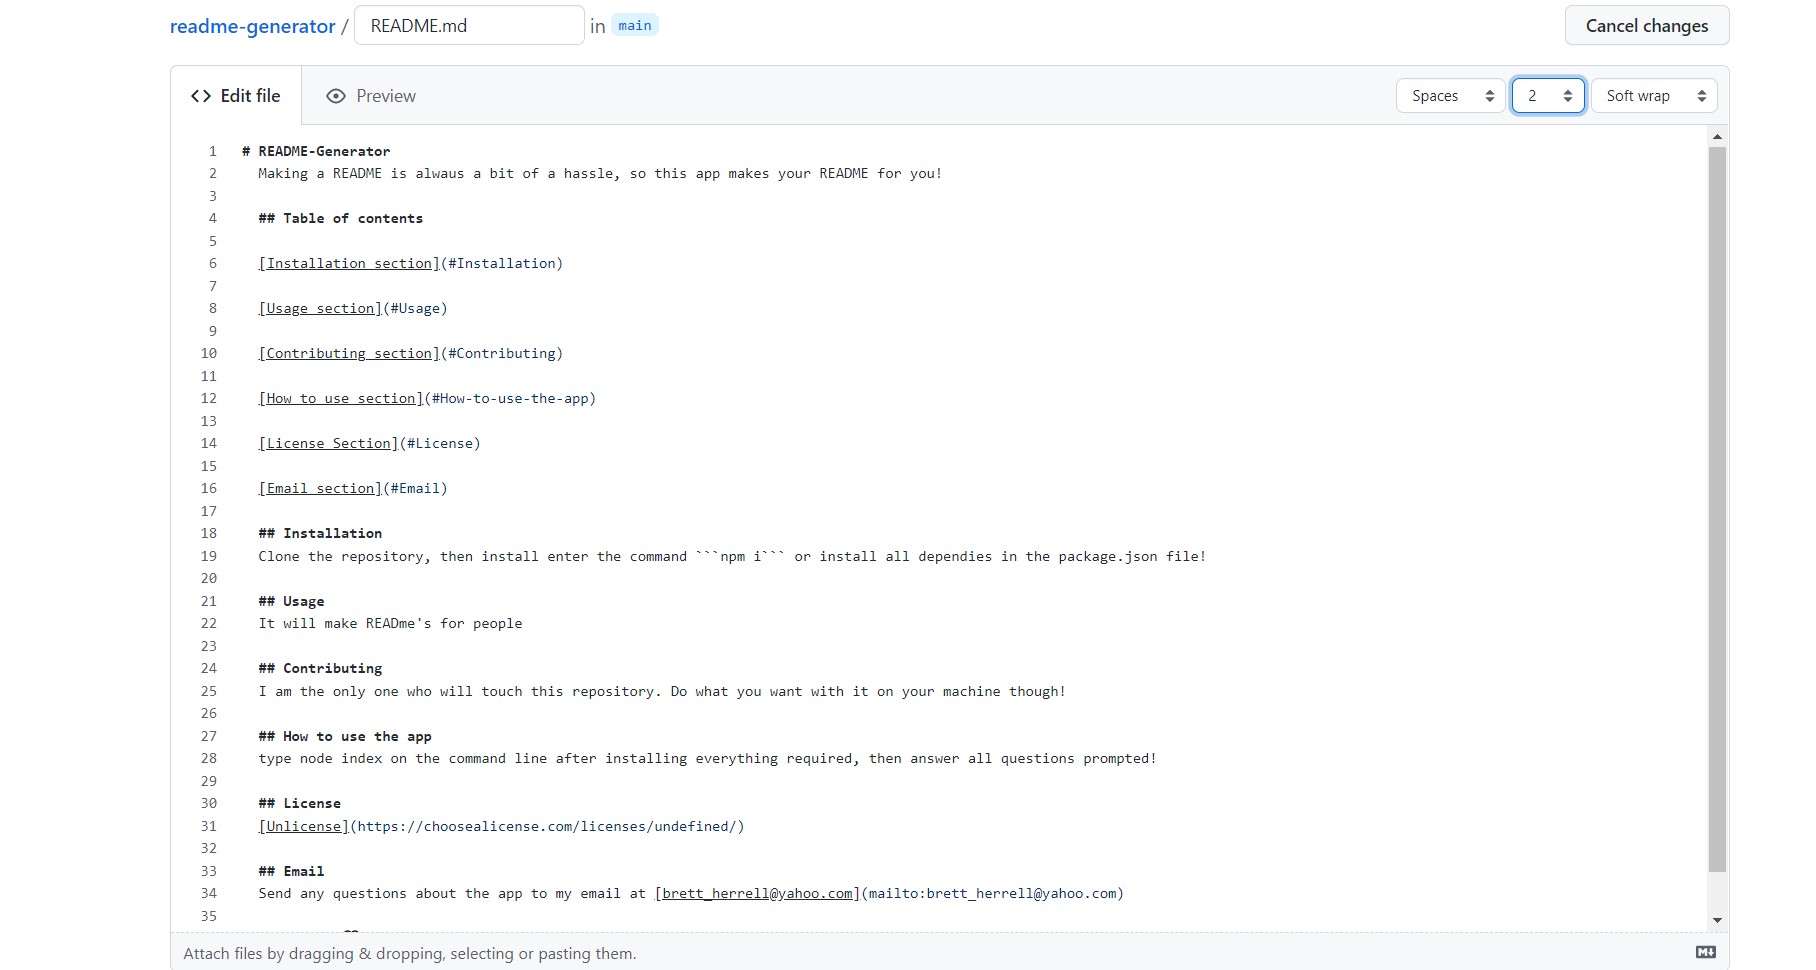 readme-generator / README.md in main Cancel changes
Edit file Preview Spaces 2 Soft wrap
1 # README-Generator
2 Making a README is alwaus a bit of a hassle, so this app makes your README for you!
3
4 ## Table of contents
5
6 [Installation section](#Installation)
7
8 [Usage section](#Usage)
9
10 [Contributing section](#Contributing)
11
12 [How to use section](#How-to-use-the-app)
13
14 [License Section](#License)
15
16 [Email section](#Email)
17
18 ## Installation
19 Clone the repository, then install enter the command ```npm i``` or install all dependies in the package.json file!
20
21 ## Usage
22 It will make READme's for people
23
24 ## Contributing
25 I am the only one who will touch this repository. Do what you want with it on your machine though!
26
27 ## How to use the app
28 type node index on the command line after installing everything required, then answer all questions prompted!
29
30 ## License
31 [Unlicense](https://choosealicense.com/licenses/undefined/)
32
33 ## Email
34 Send any questions about the app to my email at [brett_herrell@yahoo.com](mailto:brett_herrell@yahoo.com)
35
Attach files by dragging & dropping, selecting or pasting them.